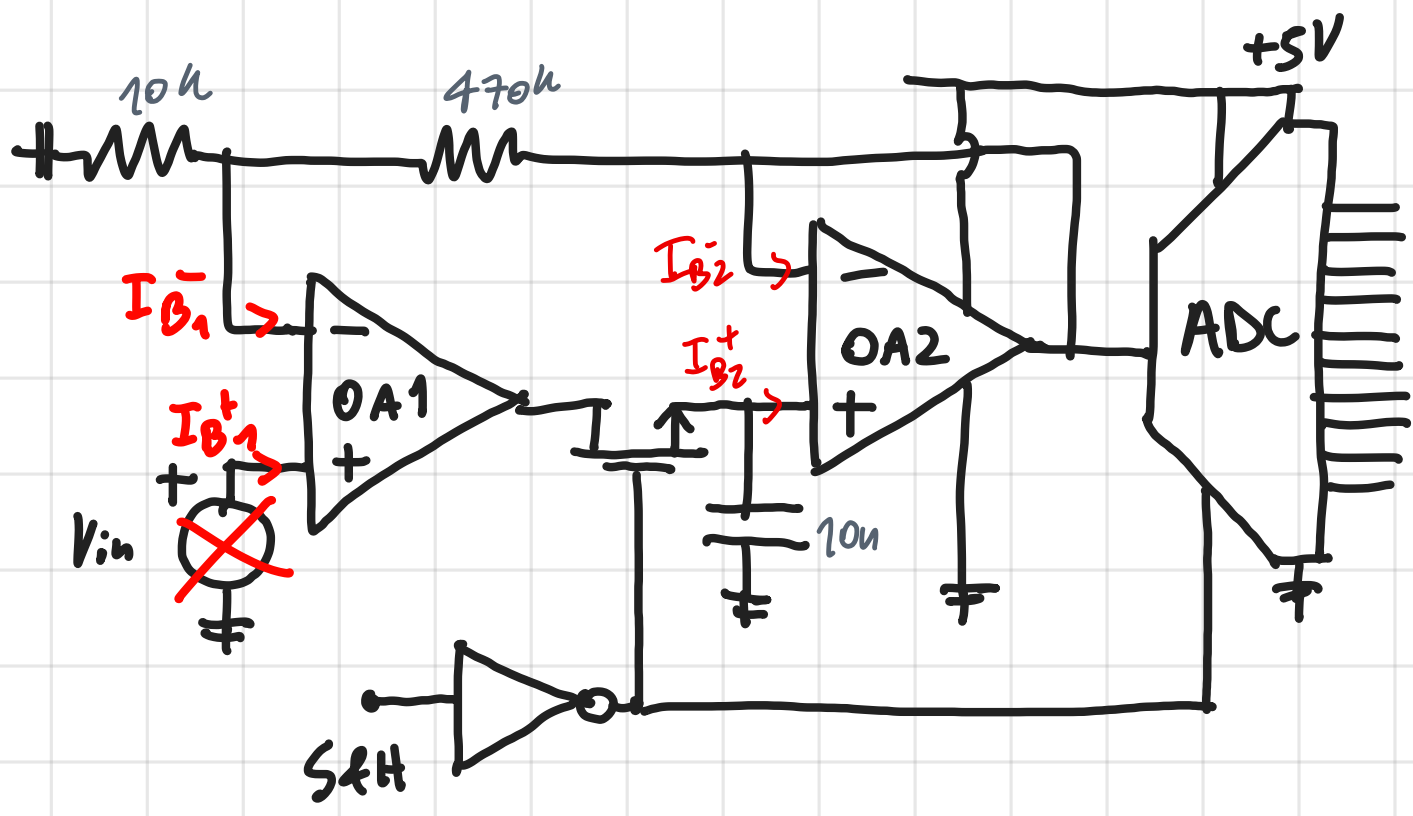 +5V
10k
470k
I_B2^-
I_B1^-
I_B2^+
OA2
ADC
OA1
I_B1^+
+
Vin
10n
S&H